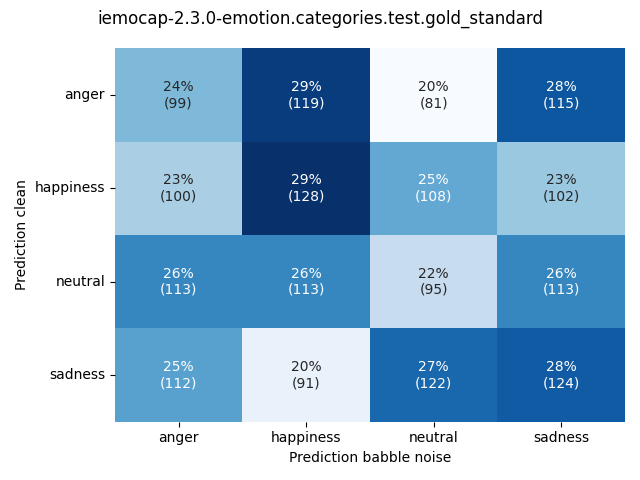 iemocap-2.3.0-emotion.categories.test.gold_standard
Prediction clean
anger
24%
(99)
29%
(119)
20%
(81)
28%
(115)
happiness
23%
(100)
29%
(128)
25%
(108)
23%
(102)
neutral
26%
(113)
26%
(113)
22%
(95)
26%
(113)
sadness
25%
(112)
20%
(91)
27%
(122)
28%
(124)
anger
happiness
neutral
sadness
Prediction babble noise